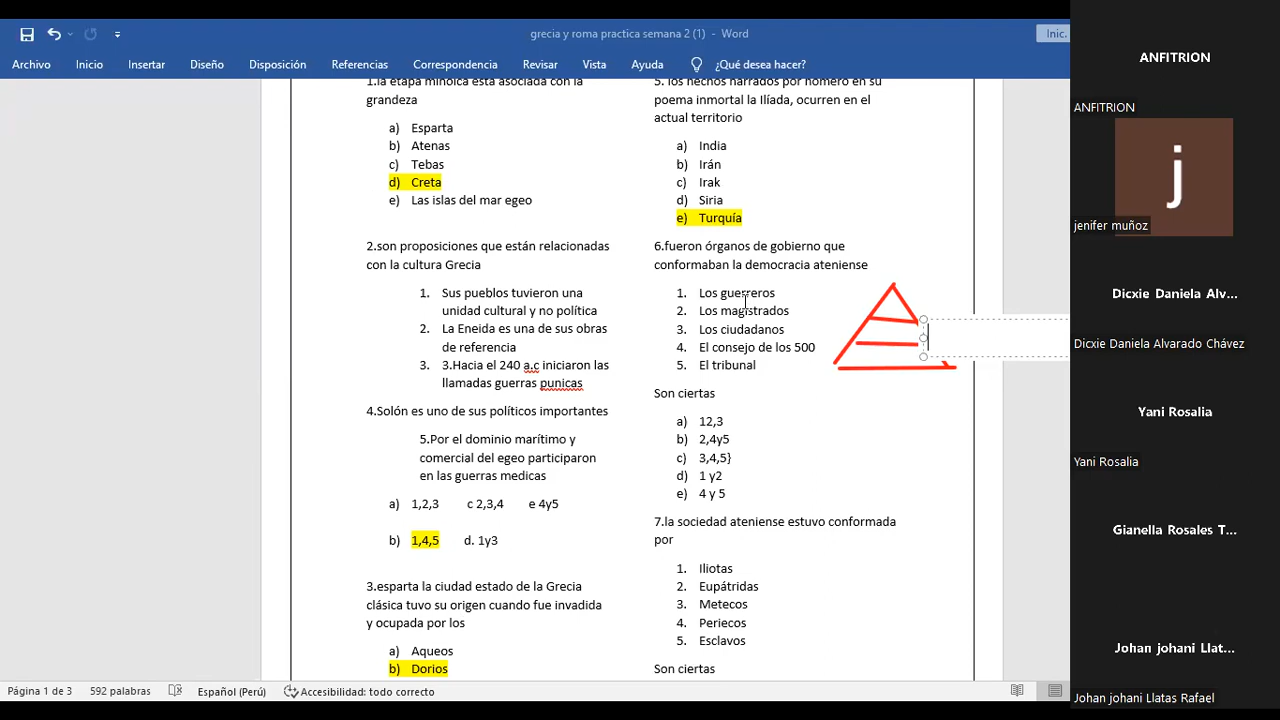 grecia y roma practica semana 2 (1) - Word
Inic.
Archivo Inicio Insertar Diseño Disposición Referencias Correspondencia Revisar Vista Ayuda ¿Qué desea hacer?
1.la etapa minoica esta asociada con la
grandeza
a) Esparta
b) Atenas
c) Tebas
d) Creta
e) Las islas del mar egeo
2.son proposiciones que están relacionadas
con la cultura Grecia
1. Sus pueblos tuvieron una
unidad cultural y no política
2. La Eneida es una de sus obras
de referencia
3. 3.Hacia el 240 a.c iniciaron las
llamadas guerras punicas
4.Solón es uno de sus políticos importantes
5.Por el dominio marítimo y
comercial del egeo participaron
en las guerras medicas
a) 1,2,3 c 2,3,4 e 4y5
b) 1,4,5 d. 1y3
3.esparta la ciudad estado de la Grecia
clásica tuvo su origen cuando fue invadida
y ocupada por los
a) Aqueos
b) Dorios
5. los hechos narrados por homero en su
poema inmortal la Ilíada, ocurren en el
actual territorio
a) India
b) Irán
c) Irak
d) Siria
e) Turquía
6.fueron órganos de gobierno que
conformaban la democracia ateniense
1. Los guerreros
2. Los magistrados
3. Los ciudadanos
4. El consejo de los 500
5. El tribunal
Son ciertas
a) 12,3
b) 2,4y5
c) 3,4,5}
d) 1 y2
e) 4 y 5
7.la sociedad ateniense estuvo conformada
por
1. Iliotas
2. Eupátridas
3. Metecos
4. Periecos
5. Esclavos
Son ciertas
Página 1 de 3 592 palabras Español (Perú) Accesibilidad: todo correcto
ANFITRION
ANFITRION
j
jenifer muñoz
Dicxie Daniela Alv...
Dicxie Daniela Alvarado Chávez
Yani Rosalia
Yani Rosalia
Gianella Rosales T...
Johan johani Llat...
Johan johani Llatas Rafael